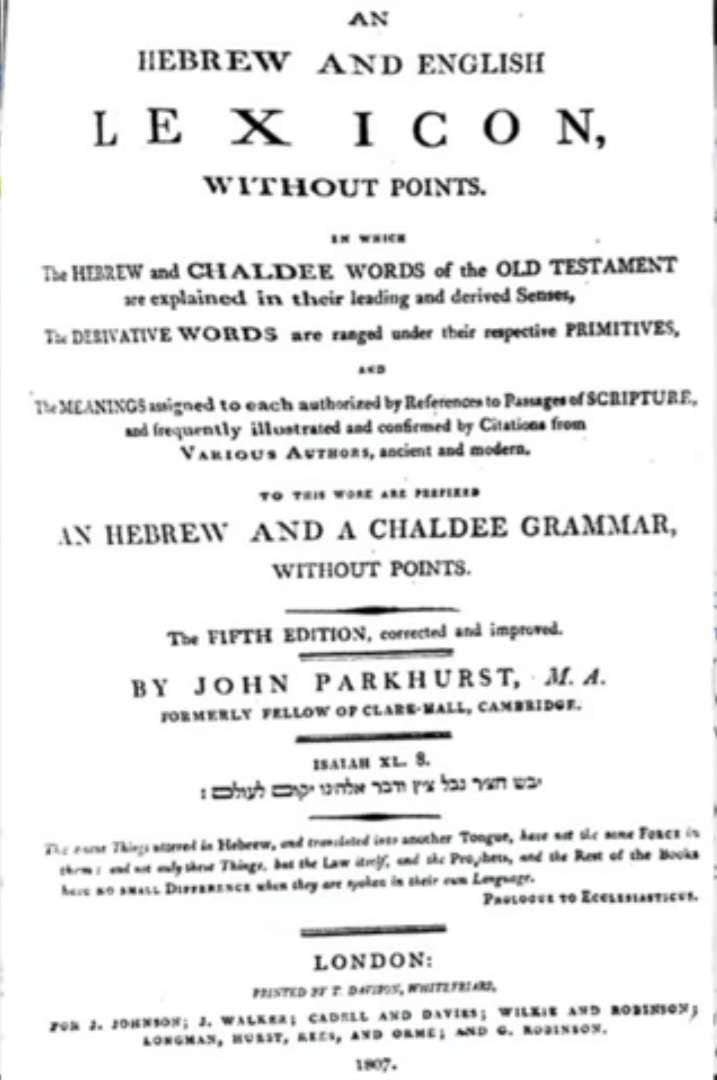 AN
HEBREW AND ENGLISH
LEXICON,
WITHOUT POINTS.
IN WHICH
The HEBREW and CHALDEE WORDS of the OLD TESTAMENT
are explained in their leading and derived Senses,
The DERIVATIVE WORDS are ranged under their respective PRIMITIVES,
AND
The MEANINGS assigned to each authorized by References to Passages of SCRIPTURE,
and frequently illustrated and confirmed by Citations from
VARIOUS AUTHORS, ancient and modern.
TO THIS WORK ARE PREFIXED
AN HEBREW AND A CHALDEE GRAMMAR,
WITHOUT POINTS.
The FIFTH EDITION, corrected and improved.
BY JOHN PARKHURST, M. A.
FORMERLY FELLOW OF CLARE-HALL, CAMBRIDGE.
ISAIAH XL. 8.
יבש חציר נבל ציץ ודבר אלהינו יקום לעולם :
The same Things uttered in Hebrew, and translated into another Tongue, have not the same FORCE in
them: and not only these Things, but the Law itself, and the Prophets, and the Rest of the Books
have NO SMALL DIFFERENCE when they are spoken in their own Language.
PROLOGUE TO ECCLESIASTICUS.
LONDON:
PRINTED BY T. DAVISON, WHITEFRIARS,
FOR J. JOHNSON; J. WALKER; CADELL AND DAVIES; WILKIE AND ROBINSON;
LONGMAN, HURST, REES, AND ORME; AND G. ROBINSON.
1807.